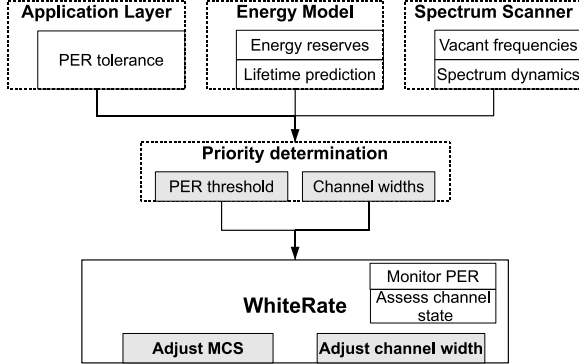 Application Layer
PER tolerance
Energy Model
Energy reserves
Lifetime prediction
Spectrum Scanner
Vacant frequencies
Spectrum dynamics
Priority determination
PER threshold
Channel widths
WhiteRate
Monitor PER
Assess channel
state
Adjust MCS
Adjust channel width